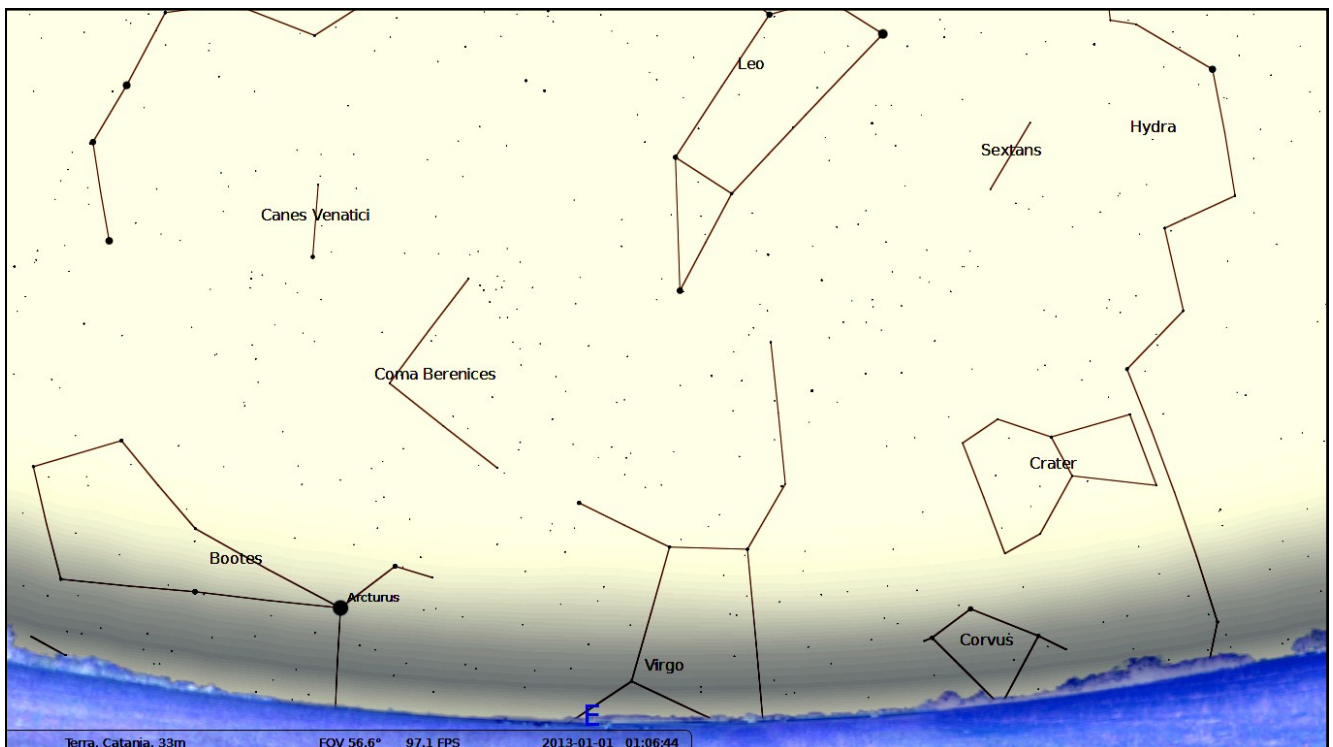 Leo
Hydra
Sextans
Canes Venatici
Coma Berenices
Crater
Bootes
Arcturus
Corvus
Virgo
E
Terra, Catania, 33m FOV 56.6° 97.1 FPS 2013-01-01 01:06:44